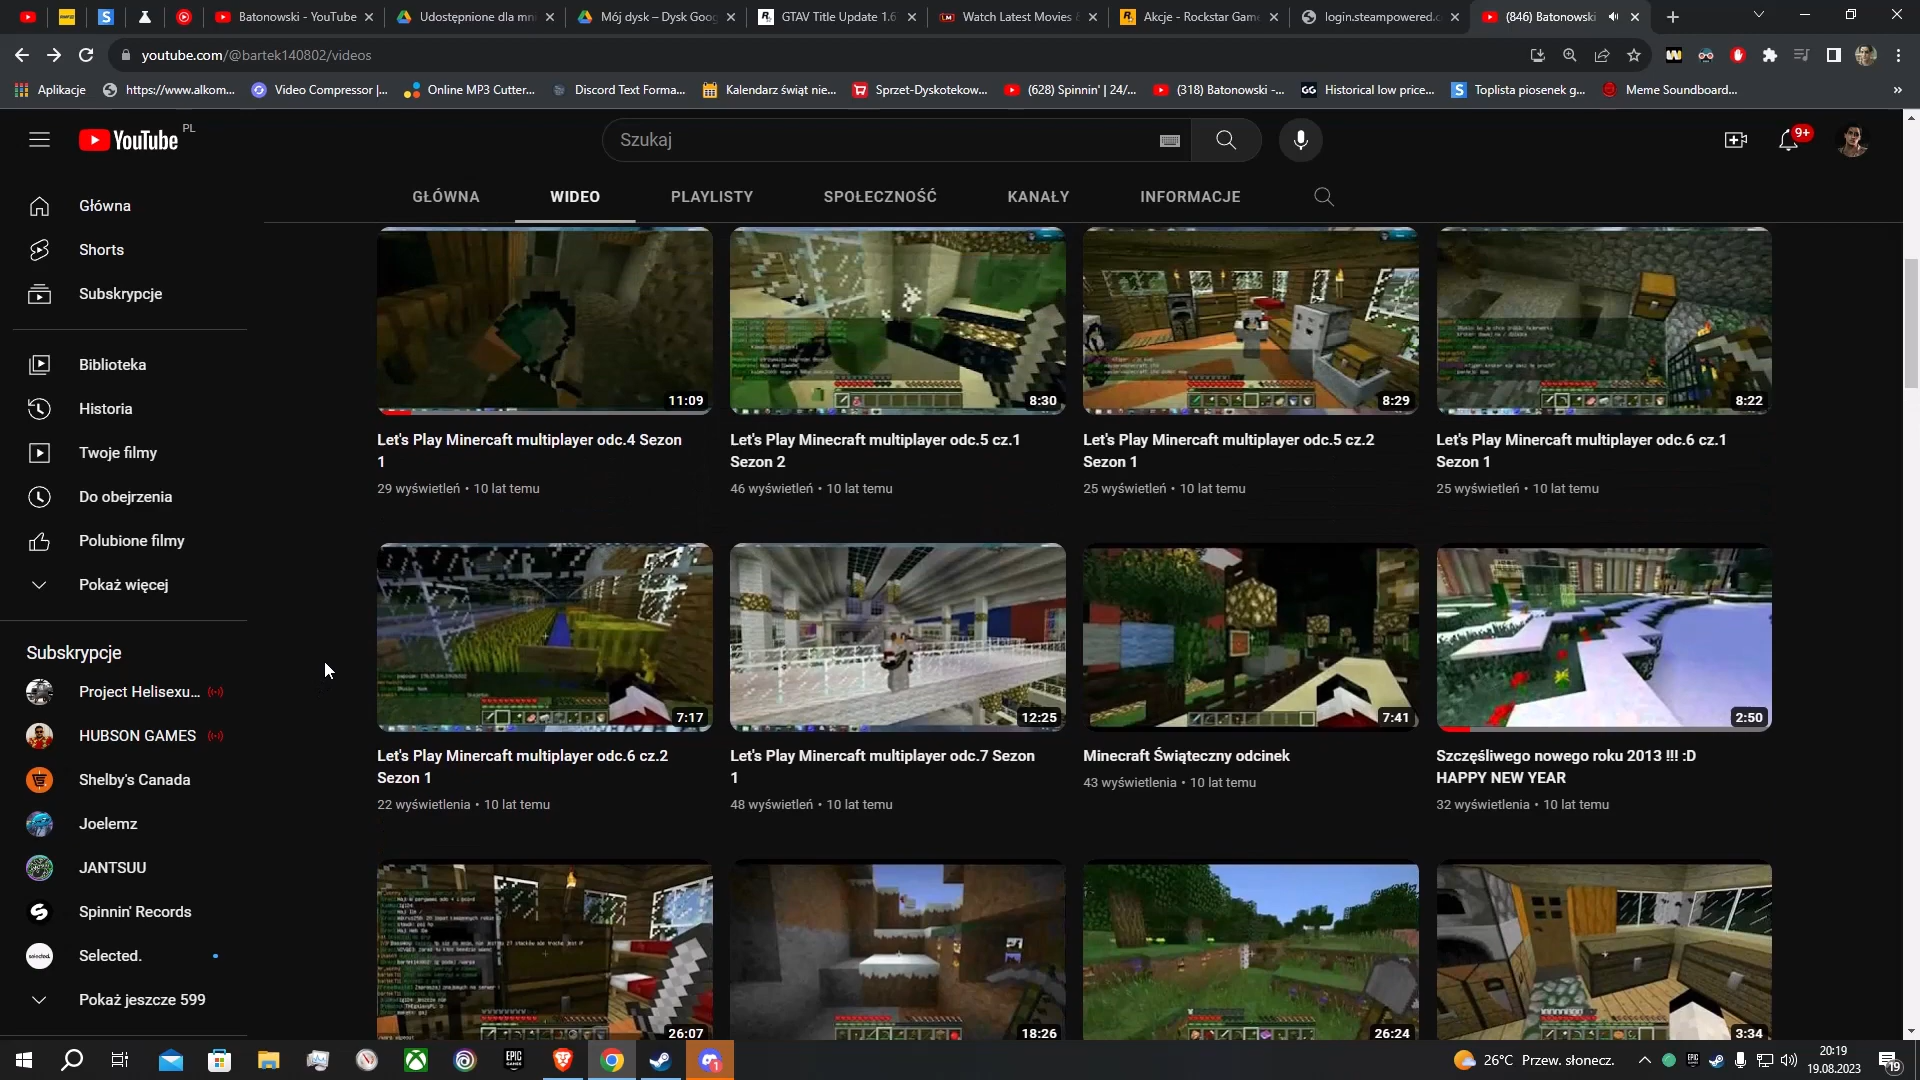 Batonowski - YouTube
Udostępnione dla mni
Mój dysk – Dysk Goog
GTAV Title Update 1.6
Watch Latest Movies
Akcje - Rockstar Gam
login.steampowered.c
(846) Batonowski
youtube.com/@bartek140802/videos
Aplikacje
https://www.alkom...
Video Compressor |...
Online MP3 Cutter...
Discord Text Forma...
Kalendarz świąt nie...
Sprzet-Dyskotekow...
(628) Spinnin' | 24/...
(318) Batonowski -...
Historical low price...
Toplista piosenek g...
Meme Soundboard...
»
YouTube PL
Szukaj
9+
GŁÓWNA
WIDEO
PLAYLISTY
SPOŁECZNOŚĆ
KANAŁY
INFORMACJE
Główna
Shorts
Subskrypcje
Biblioteka
Historia
Twoje filmy
Do obejrzenia
Polubione filmy
Pokaż więcej
Subskrypcje
Project Helisexu...
HUBSON GAMES
Shelby's Canada
Joelemz
JANTSUU
Spinnin' Records
Selected.
Pokaż jeszcze 599
11:09
Let's Play Minercaft multiplayer odc.4 Sezon
1
29 wyświetleń • 10 lat temu
8:30
Let's Play Minecraft multiplayer odc.5 cz.1
Sezon 2
46 wyświetleń • 10 lat temu
8:29
Let's Play Minercaft multiplayer odc.5 cz.2
Sezon 1
25 wyświetleń • 10 lat temu
8:22
Let's Play Minercaft multiplayer odc.6 cz.1
Sezon 1
25 wyświetleń • 10 lat temu
7:17
Let's Play Minercaft multiplayer odc.6 cz.2
Sezon 1
22 wyświetlenia • 10 lat temu
12:25
Let's Play Minercaft multiplayer odc.7 Sezon
1
48 wyświetleń • 10 lat temu
7:41
Minecraft Świąteczny odcinek
43 wyświetlenia • 10 lat temu
2:50
Szczęśliwego nowego roku 2013 !!! :D
HAPPY NEW YEAR
32 wyświetlenia • 10 lat temu
26:07
18:26
26:24
3:34
EPIC
26°C Przew. słonecz.
20:19
19.08.2023
19